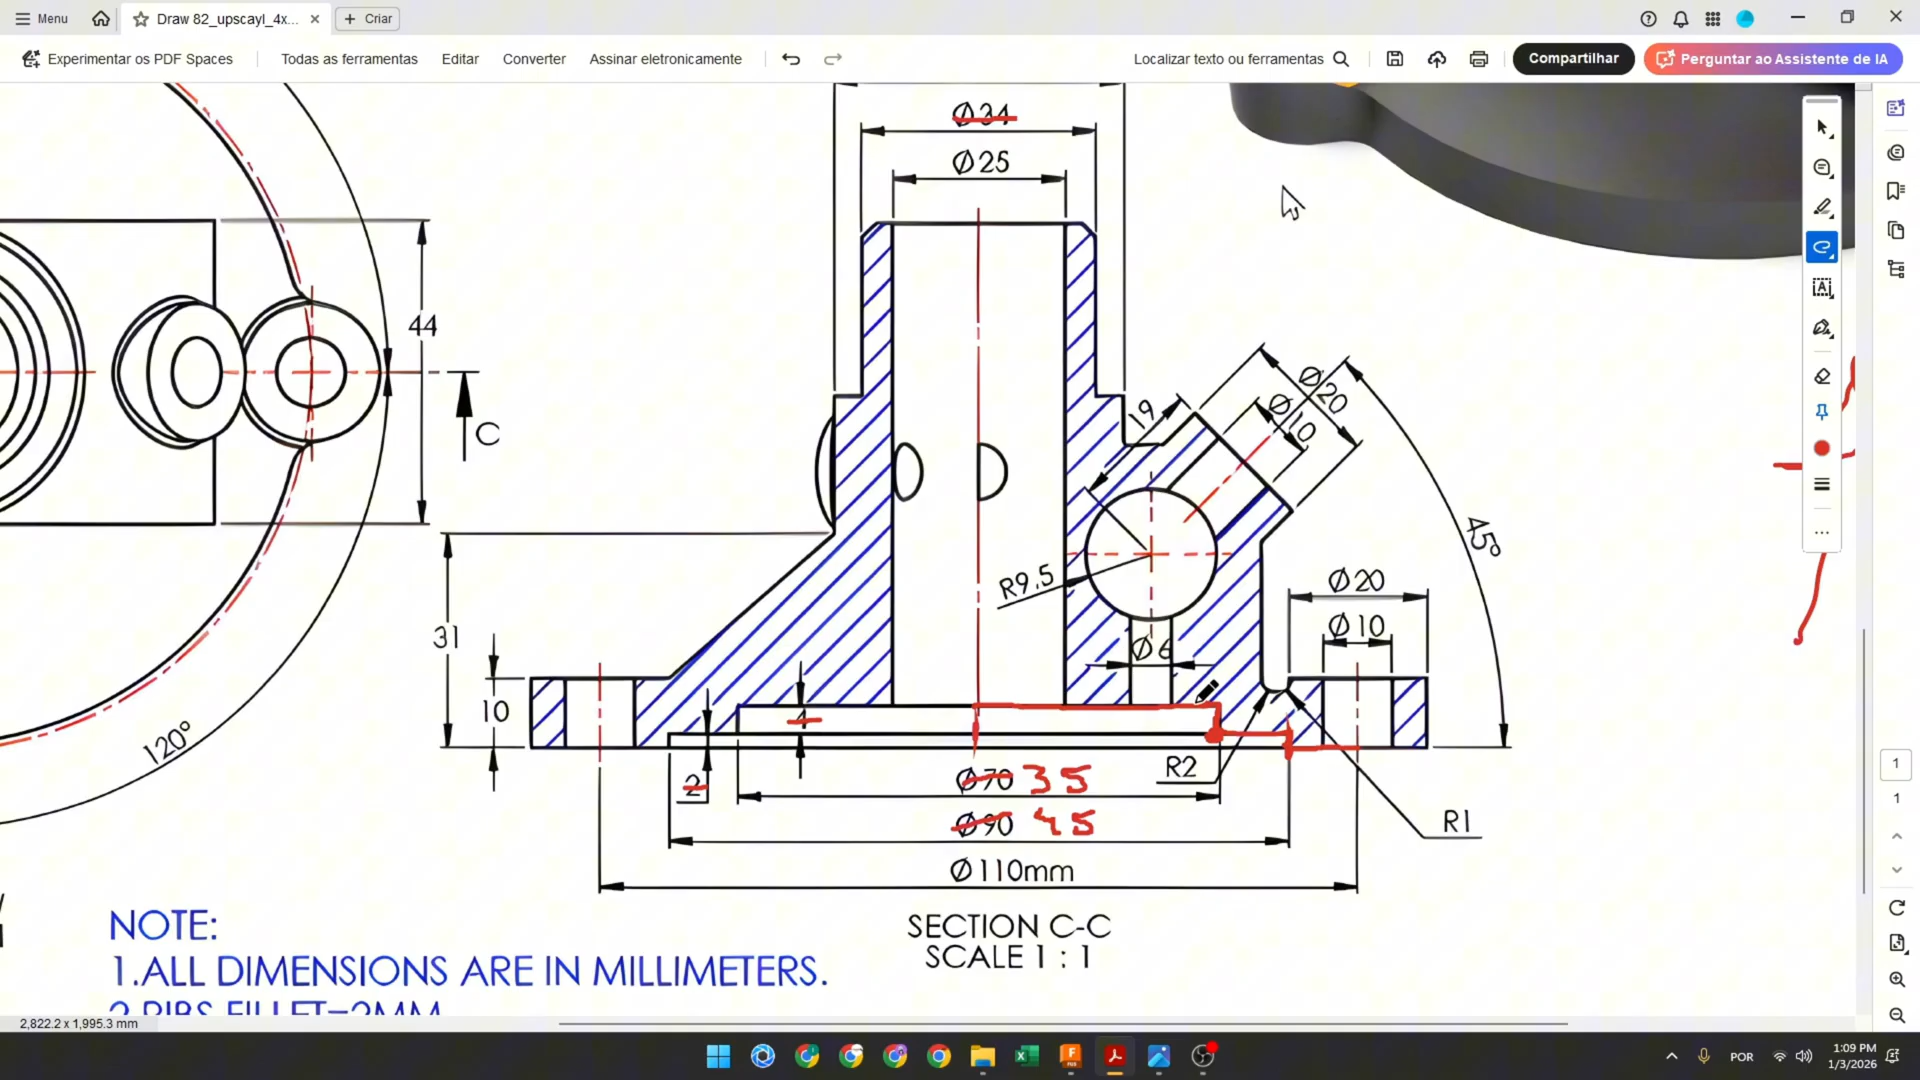 Menu
Draw 82_upscayl_4x...
Criar
Experimentar os PDF Spaces
Todas as ferramentas
Editar
Converter
Assinar eletronicamente
Localizar texto ou ferramentas
Compartilhar
Perguntar ao Assistente de IA
Ø34
Ø25
44
C
19
Ø20
Ø10
45°
R9.5
Ø20
Ø10
31
Ø6
10
4
120°
2
Ø70 35
R2
Ø90 45
R1
Ø110mm
SECTION C-C
SCALE 1 : 1
NOTE:
1.ALL DIMENSIONS ARE IN MILLIMETERS.
2.RIBS FILLET=2MM
1
1
2,822.2 x 1,995.3 mm
POR
1:09 PM
1/3/2026